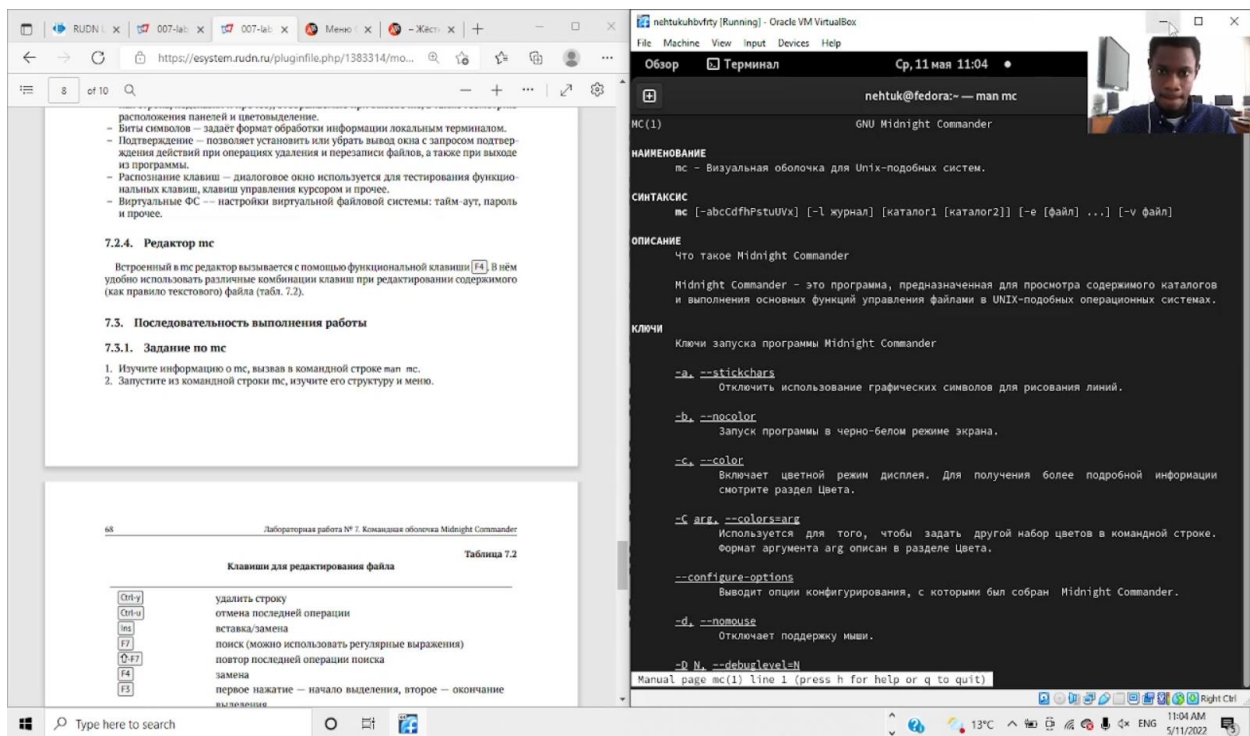 RUDN
007-lab
007-lab
Меню
– Жёст
https://esystem.rudn.ru/pluginfile.php/1383314/mo...
8 of 10
расположения панелей и цветовыделение.
– Биты символов — задаёт формат обработки информации локальным терминалом.
– Подтверждение — позволяет установить или убрать вывод окна с запросом подтвер-
ждения действий при операциях удаления и перезаписи файлов, а также при выходе
из программы.
– Распознание клавиш — диалоговое окно используется для тестирования функцио-
нальных клавиш, клавиш управления курсором и прочее.
– Виртуальные ФС –– настройки виртуальной файловой системы: тайм-аут, пароль
и прочее.
7.2.4. Редактор mc
Встроенный в mc редактор вызывается с помощью функциональной клавиши F4. В нём
удобно использовать различные комбинации клавиш при редактировании содержимого
(как правило текстового) файла (табл. 7.2).
7.3. Последовательность выполнения работы
7.3.1. Задание по mc
1. Изучите информацию о mc, вызвав в командной строке man mc.
2. Запустите из командной строки mc, изучите его структуру и меню.
68 Лабораторная работа № 7. Командная оболочка Midnight Commander
Таблица 7.2
Клавиши для редактирования файла
Ctrl-y удалить строку
Ctrl-u отмена последней операции
Ins вставка/замена
F7 поиск (можно использовать регулярные выражения)
⇧-F7 повтор последней операции поиска
F4 замена
F3 первое нажатие — начало выделения, второе — окончание
выделения
nehtukuhbvfrty [Running] - Oracle VM VirtualBox
File Machine View Input Devices Help
Обзор Терминал Ср, 11 мая 11:04
nehtuk@fedora:~ — man mc
MC(1) GNU Midnight Commander
НАИМЕНОВАНИЕ
mc - Визуальная оболочка для Unix-подобных систем.
СИНТАКСИС
mc [-abcCdfhPstuUVx] [-l журнал] [каталог1 [каталог2]] [-e [файл] ...] [-v файл]
ОПИСАНИЕ
Что такое Midnight Commander
Midnight Commander - это программа, предназначенная для просмотра содержимого каталогов
и выполнения основных функций управления файлами в UNIX-подобных операционных системах.
КЛЮЧИ
Ключи запуска программы Midnight Commander
-a, --stickchars
Отключить использование графических символов для рисования линий.
-b, --nocolor
Запуск программы в черно-белом режиме экрана.
-c, --color
Включает цветной режим дисплея. Для получения более подробной информации
смотрите раздел Цвета.
-C arg, --colors=arg
Используется для того, чтобы задать другой набор цветов в командной строке.
Формат аргумента arg описан в разделе Цвета.
--configure-options
Выводит опции конфигурирования, с которыми был собран Midnight Commander.
-d, --nomouse
Отключает поддержку мыши.
-D N, --debuglevel=N
Manual page mc(1) line 1 (press h for help or q to quit)
Right Ctrl
Type here to search
13°C
ENG
11:04 AM
5/11/2022